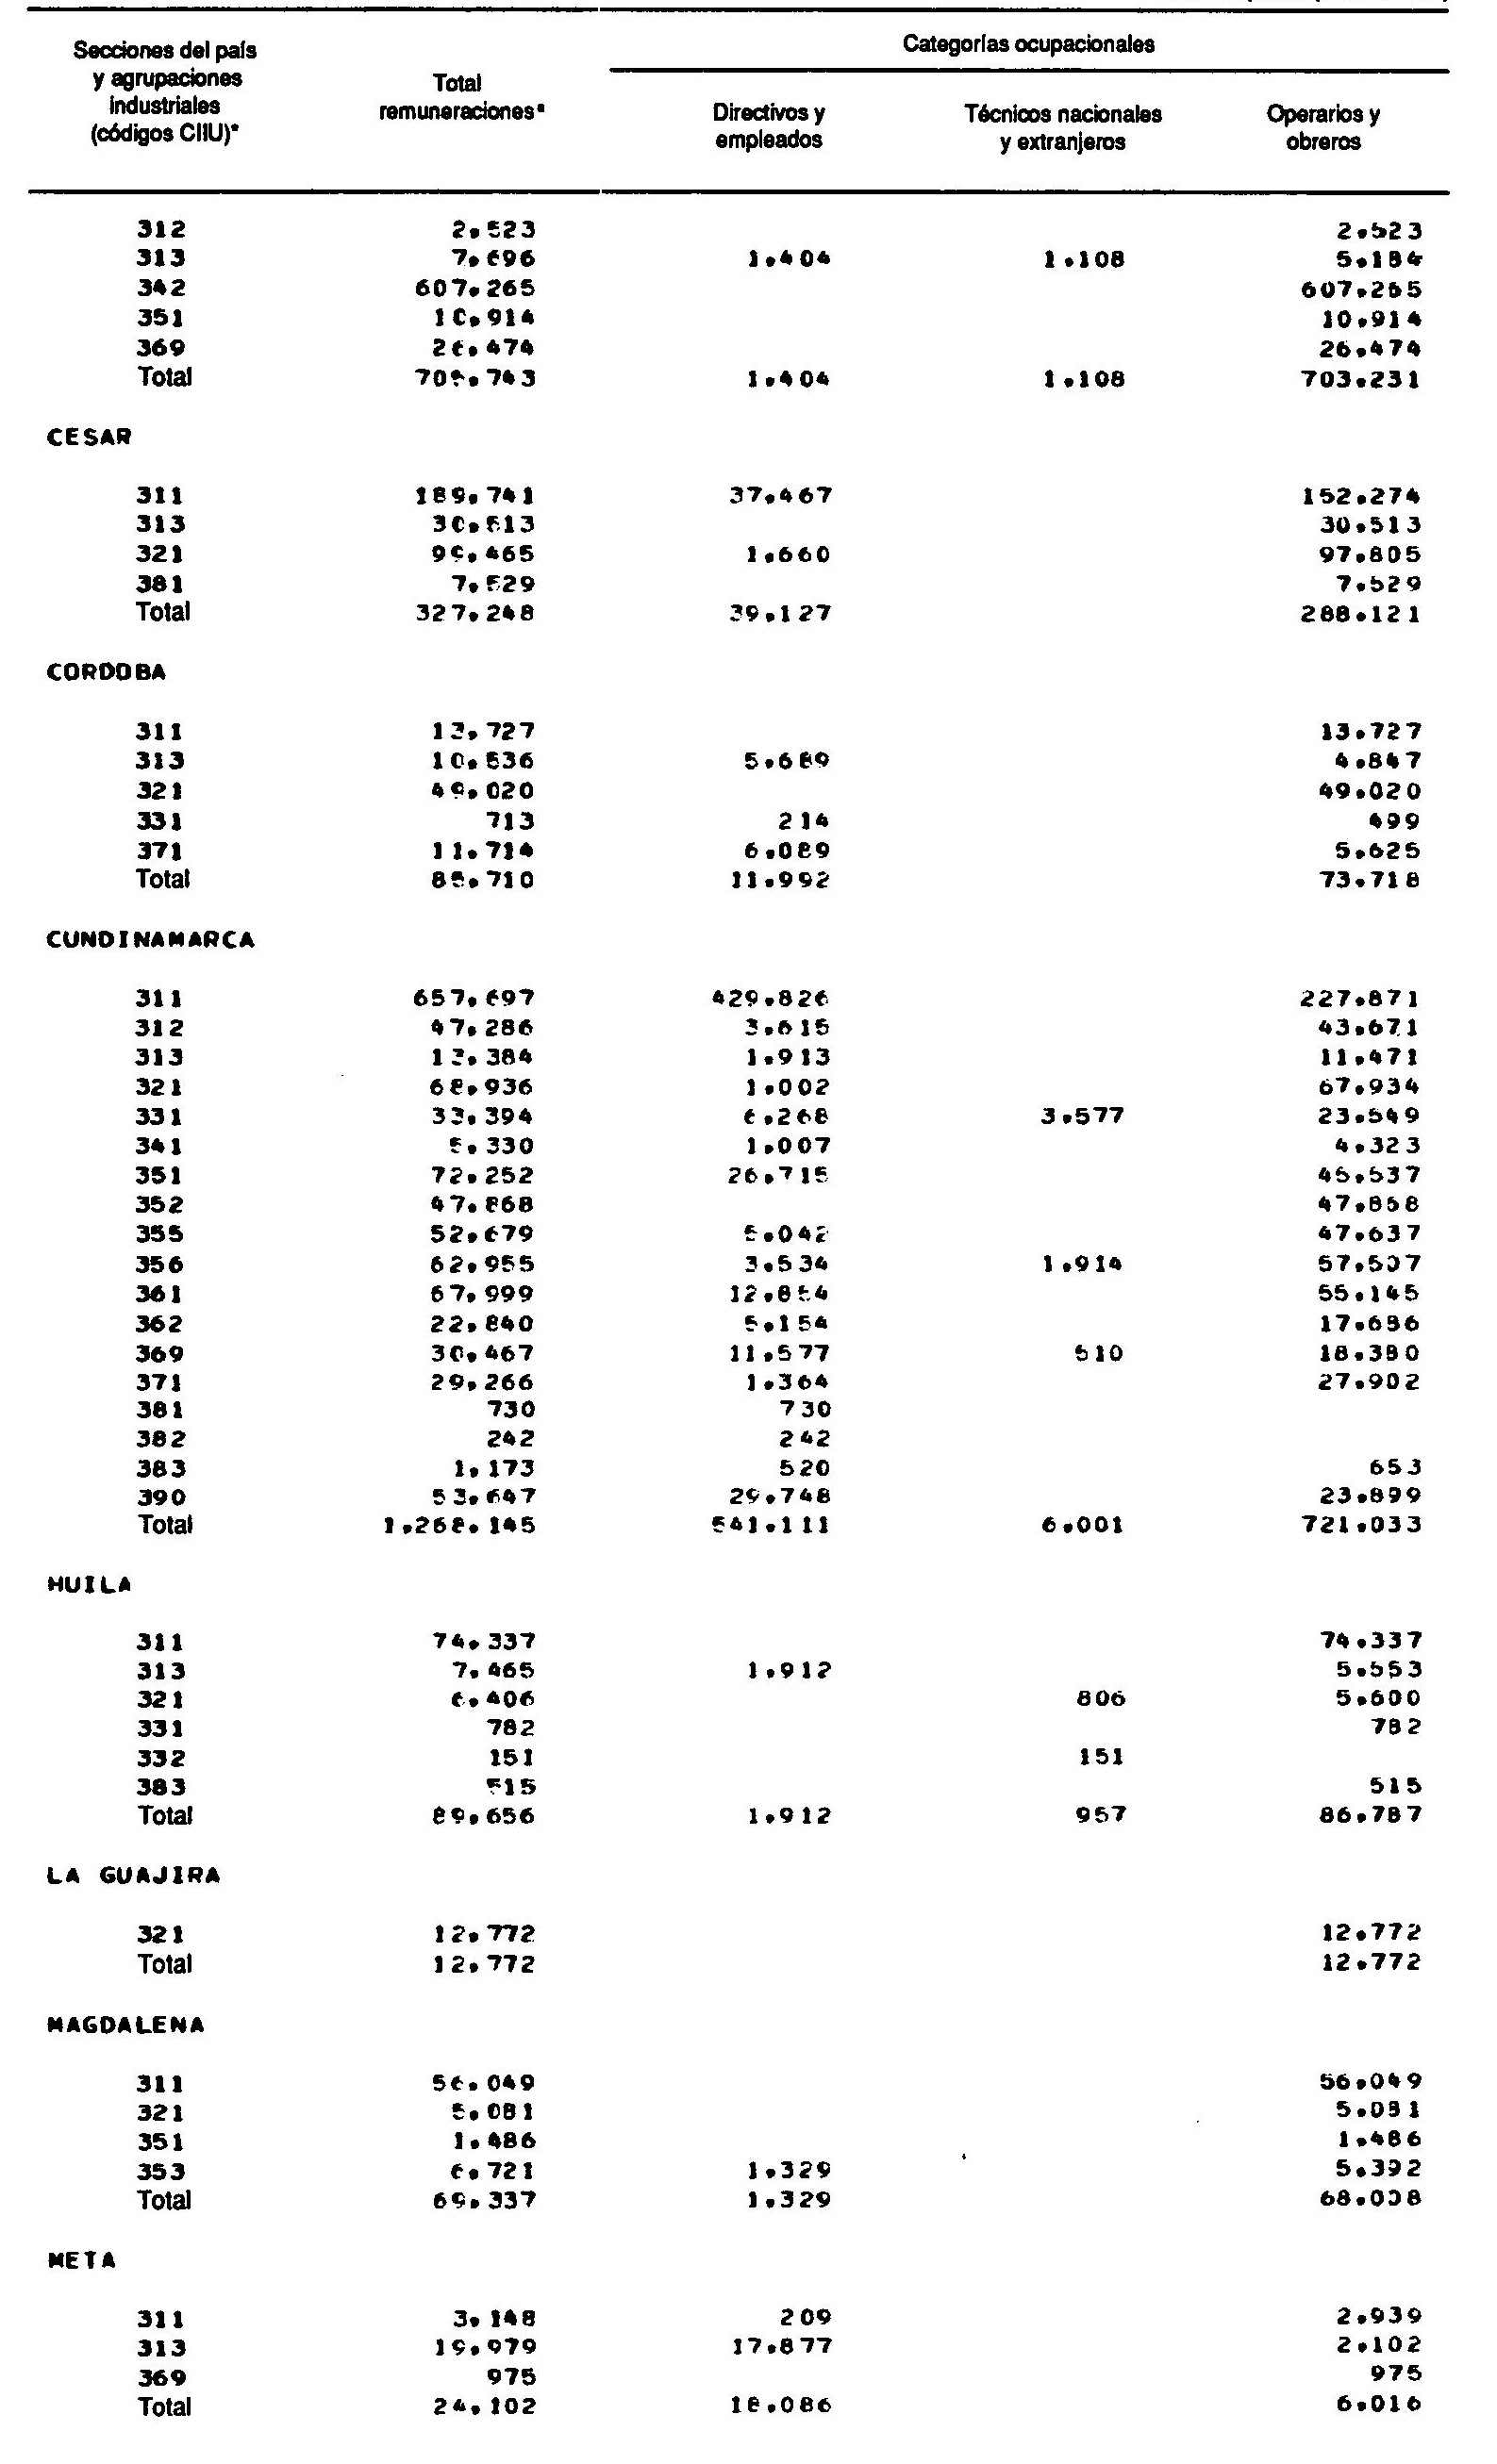 Categorías ocupacionales
Secciones del país y agrupaciones industriales (códigos CIIU)* Total remuneraciones* Directivos y empleados Técnicos nacionales y extranjeros Operarios y obreros
312 2.523 2.523
313 7.696 1.404 1.108 5.184
342 607.265 607.265
351 10.914 10.914
369 26.474 26.474
Total 705.743 1.404 1.108 703.231
CESAR
311 189.741 37.467 152.274
313 30.513 30.513
321 99.465 1.660 97.805
381 7.529 7.529
Total 327.248 39.127 288.121
CORDOBA
311 13.727 13.727
313 10.536 5.689 4.847
321 49.020 49.020
331 713 214 499
371 11.714 6.089 5.625
Total 85.710 11.992 73.718
CUNDINAMARCA
311 657.697 429.826 227.871
312 47.286 3.615 43.671
313 13.384 1.913 11.471
321 68.936 1.002 67.934
331 33.394 6.268 3.577 23.549
341 5.330 1.007 4.323
351 72.252 26.715 45.537
352 47.868 47.868
355 52.679 5.042 47.637
356 62.955 3.534 1.914 57.507
361 67.999 12.854 55.145
362 22.840 5.154 17.686
369 30.467 11.577 510 18.380
371 29.266 1.364 27.902
381 730 730
382 242 242
383 1.173 520 653
390 53.647 29.748 23.899
Total 1.268.145 541.111 6.001 721.033
HUILA
311 74.337 74.337
313 7.465 1.912 5.553
321 6.406 806 5.600
331 782 782
332 151 151
383 515 515
Total 89.656 1.912 957 86.787
LA GUAJIRA
321 12.772 12.772
Total 12.772 12.772
MAGDALENA
311 56.049 56.049
321 5.081 5.081
351 1.486 1.486
353 6.721 1.329 5.392
Total 69.337 1.329 68.008
META
311 3.148 209 2.939
313 19.979 17.877 2.102
369 975 975
Total 24.102 18.086 6.016